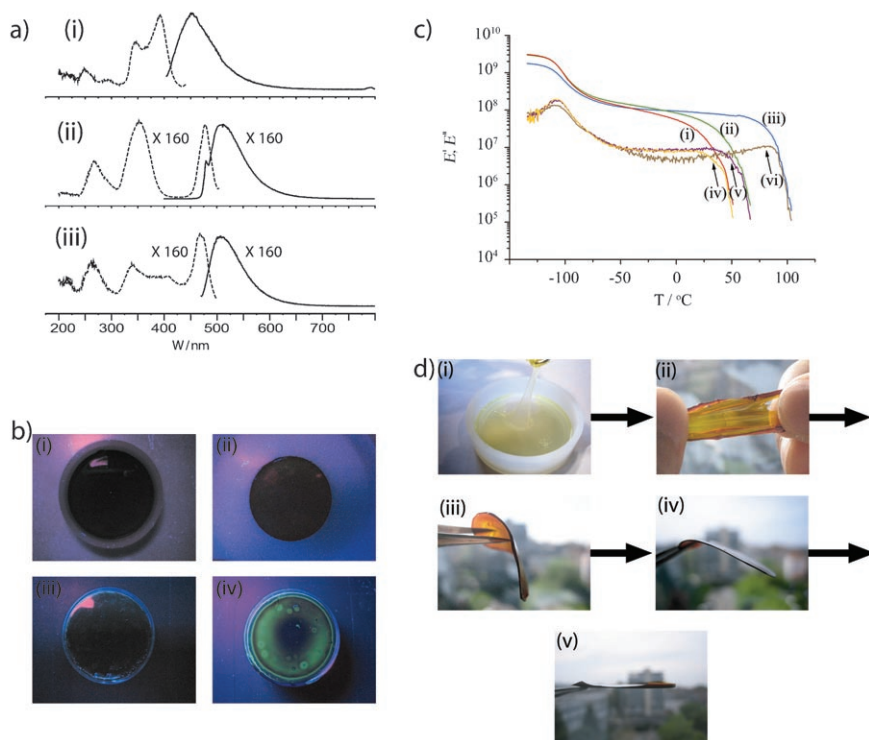 a)
(i)
(ii)
X 160
X 160
(iii)
X 160
X 160
200 300 400 500 600 700
W/nm
b)
(i)
(ii)
(iii)
(iv)
c)
10¹⁰
10⁹
10⁸
10⁷
10⁶
10⁵
10⁴
E', E"
(i)
(ii)
(iii)
(iv)
(v)
(vi)
-100 -50 0 50 100
T / °C
d)
(i)
(ii)
(iii)
(iv)
(v)